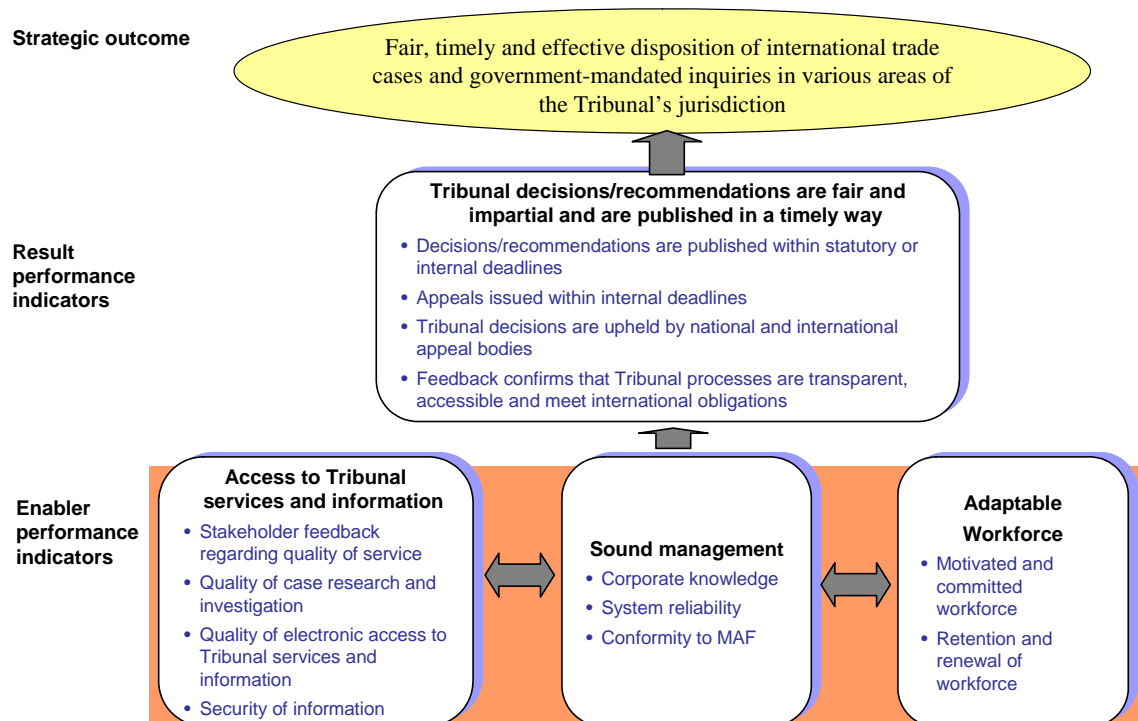 Strategic outcome
Fair, timely and effective disposition of international trade
cases and government-mandated inquiries in various areas of
the Tribunal's jurisdiction
Result
performance
indicators
Tribunal decisions/recommendations are fair and
impartial and are published in a timely way
• Decisions/recommendations are published within statutory or
internal deadlines
• Appeals issued within internal deadlines
• Tribunal decisions are upheld by national and international
appeal bodies
• Feedback confirms that Tribunal processes are transparent,
accessible and meet international obligations
Enabler
performance
indicators
Access to Tribunal
services and information
• Stakeholder feedback
regarding quality of service
• Quality of case research and
investigation
• Quality of electronic access to
Tribunal services and
information
• Security of information
Sound management
• Corporate knowledge
• System reliability
• Conformity to MAF
Adaptable
Workforce
• Motivated and
committed
workforce
• Retention and
renewal of
workforce